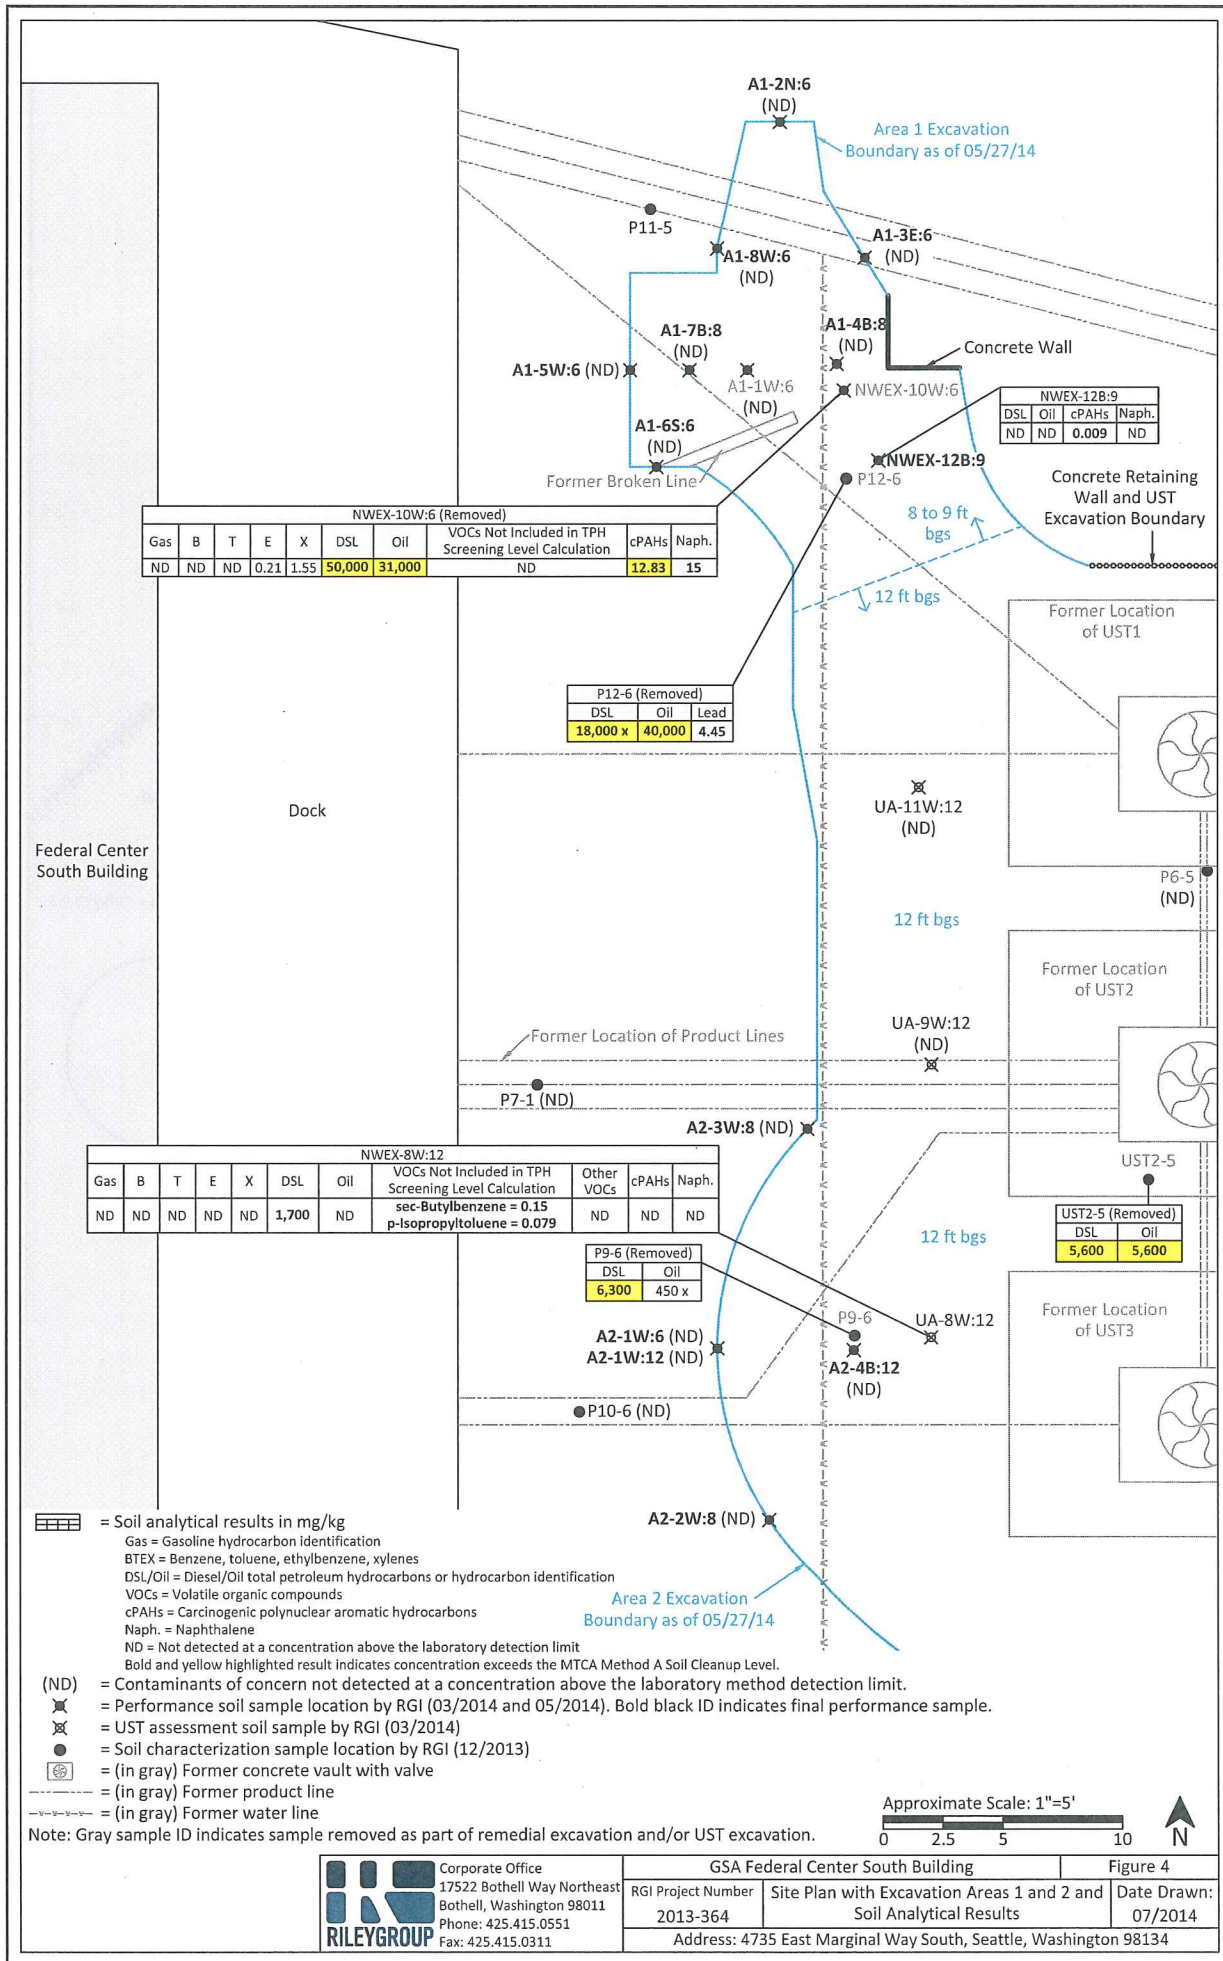 A1-2N:6
(ND)
Area 1 Excavation
Boundary as of 05/27/14
P11-5
A1-3E:6
(ND)
A1-8W:6
(ND)
A1-7B:8
(ND)
A1-4B:8
(ND)
Concrete Wall
A1-5W:6 (ND)
A1-1W:6
(ND)
NWEX-10W:6
NWEX-12B:9
DSL Oil cPAHs Naph.
ND ND 0.009 ND
A1-6S:6
(ND)
Former Broken Line
NWEX-12B:9
P12-6
Concrete Retaining
Wall and UST
Excavation Boundary
8 to 9 ft
bgs
NWEX-10W:6 (Removed)
Gas B T E X DSL Oil VOCs Not Included in TPH Screening Level Calculation cPAHs Naph.
ND ND ND 0.21 1.55 50,000 31,000 ND 12.83 15
12 ft bgs
Former Location
of UST1
P12-6 (Removed)
DSL Oil Lead
18,000 x 40,000 4.45
UA-11W:12
(ND)
Dock
Federal Center
South Building
P6-5
(ND)
12 ft bgs
Former Location
of UST2
UA-9W:12
(ND)
Former Location of Product Lines
P7-1 (ND)
A2-3W:8 (ND)
NWEX-8W:12
Gas B T E X DSL Oil VOCs Not Included in TPH Screening Level Calculation Other VOCs cPAHs Naph.
ND ND ND ND ND 1,700 ND sec-Butylbenzene = 0.15 p-Isopropyltoluene = 0.079 ND ND ND
UST2-5
UST2-5 (Removed)
DSL Oil
5,600 5,600
12 ft bgs
P9-6 (Removed)
DSL Oil
6,300 450 x
P9-6
UA-8W:12
Former Location
of UST3
A2-1W:6 (ND)
A2-1W:12 (ND)
A2-4B:12
(ND)
P10-6 (ND)
A2-2W:8 (ND)
Area 2 Excavation
Boundary as of 05/27/14
= Soil analytical results in mg/kg
Gas = Gasoline hydrocarbon identification
BTEX = Benzene, toluene, ethylbenzene, xylenes
DSL/Oil = Diesel/Oil total petroleum hydrocarbons or hydrocarbon identification
VOCs = Volatile organic compounds
cPAHs = Carcinogenic polynuclear aromatic hydrocarbons
Naph. = Naphthalene
ND = Not detected at a concentration above the laboratory detection limit
Bold and yellow highlighted result indicates concentration exceeds the MTCA Method A Soil Cleanup Level.
(ND) = Contaminants of concern not detected at a concentration above the laboratory method detection limit.
= Performance soil sample location by RGI (03/2014 and 05/2014). Bold black ID indicates final performance sample.
= UST assessment soil sample by RGI (03/2014)
= Soil characterization sample location by RGI (12/2013)
= (in gray) Former concrete vault with valve
= (in gray) Former product line
= (in gray) Former water line
Note: Gray sample ID indicates sample removed as part of remedial excavation and/or UST excavation.
Approximate Scale: 1"=5'
0 2.5 5 10
N
RILEYGROUP
Corporate Office
17522 Bothell Way Northeast
Bothell, Washington 98011
Phone: 425.415.0551
Fax: 425.415.0311
GSA Federal Center South Building
Figure 4
RGI Project Number
2013-364
Site Plan with Excavation Areas 1 and 2 and
Soil Analytical Results
Date Drawn:
07/2014
Address: 4735 East Marginal Way South, Seattle, Washington 98134